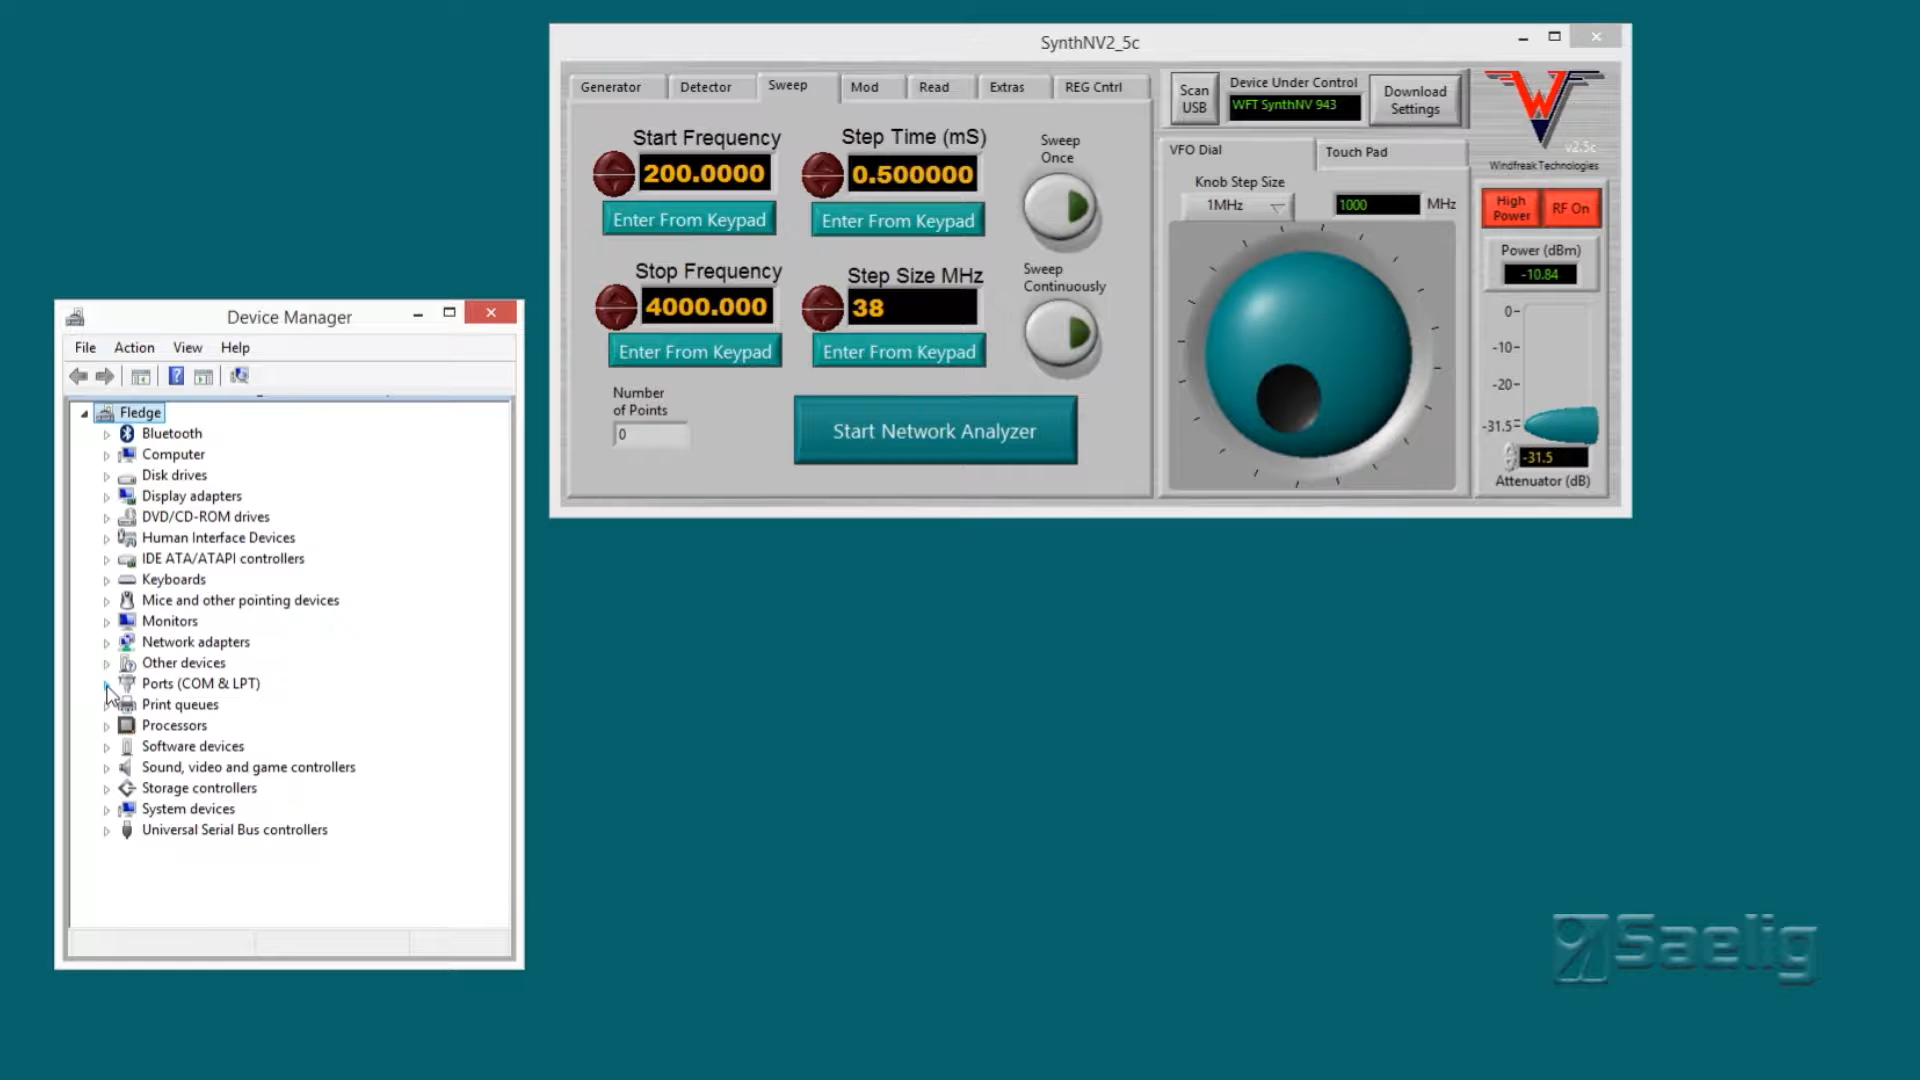 SynthNV2_5c
Generator
Detector
Sweep
Mod
Read
Extras
REG Cntrl
Start Frequency
200.0000
Enter From Keypad
Step Time (mS)
0.500000
Enter From Keypad
Sweep
Once
Stop Frequency
4000.000
Enter From Keypad
Step Size MHz
38
Enter From Keypad
Sweep
Continuously
Number
of Points
0
Start Network Analyzer
Scan
USB
Device Under Control
WFT SynthNV 943
Download
Settings
v2.5c
Windfreak Technologies
VFO Dial
Touch Pad
Knob Step Size
1MHz
1000
MHz
High
Power
RF On
Power (dBm)
-10.84
0-
-10-
-20-
-31.5=
-31.5
Attenuator (dB)
Device Manager
File
Action
View
Help
Fledge
Bluetooth
Computer
Disk drives
Display adapters
DVD/CD-ROM drives
Human Interface Devices
IDE ATA/ATAPI controllers
Keyboards
Mice and other pointing devices
Monitors
Network adapters
Other devices
Ports (COM & LPT)
Print queues
Processors
Software devices
Sound, video and game controllers
Storage controllers
System devices
Universal Serial Bus controllers
Saelig